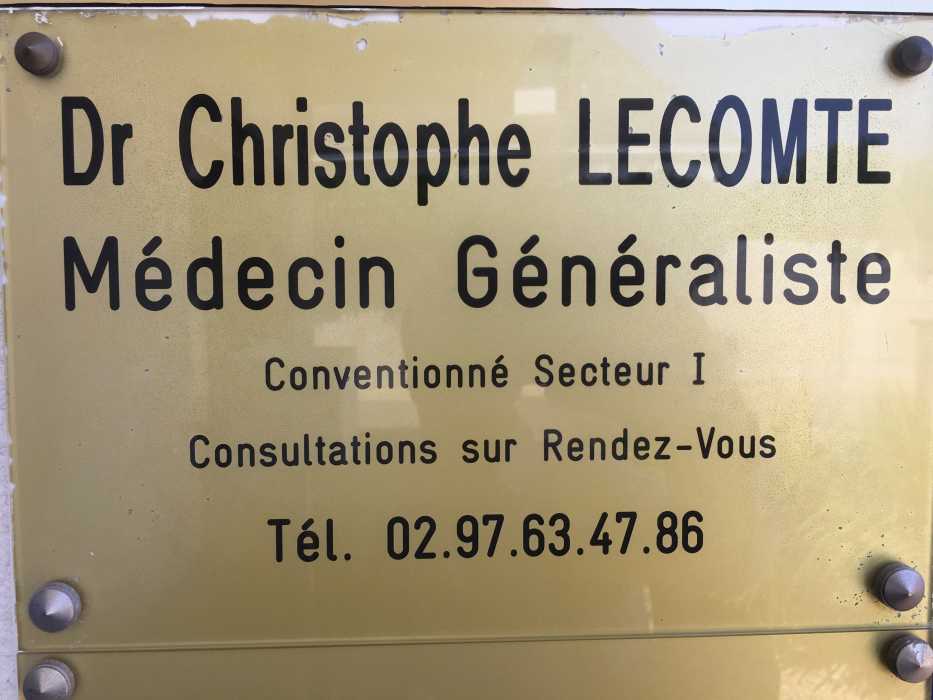 Dr Christophe LECOMTE
Médecin Généraliste
Conventionné Secteur I
Consultations sur Rendez-Vous
Tél. 02.97.63.47.86